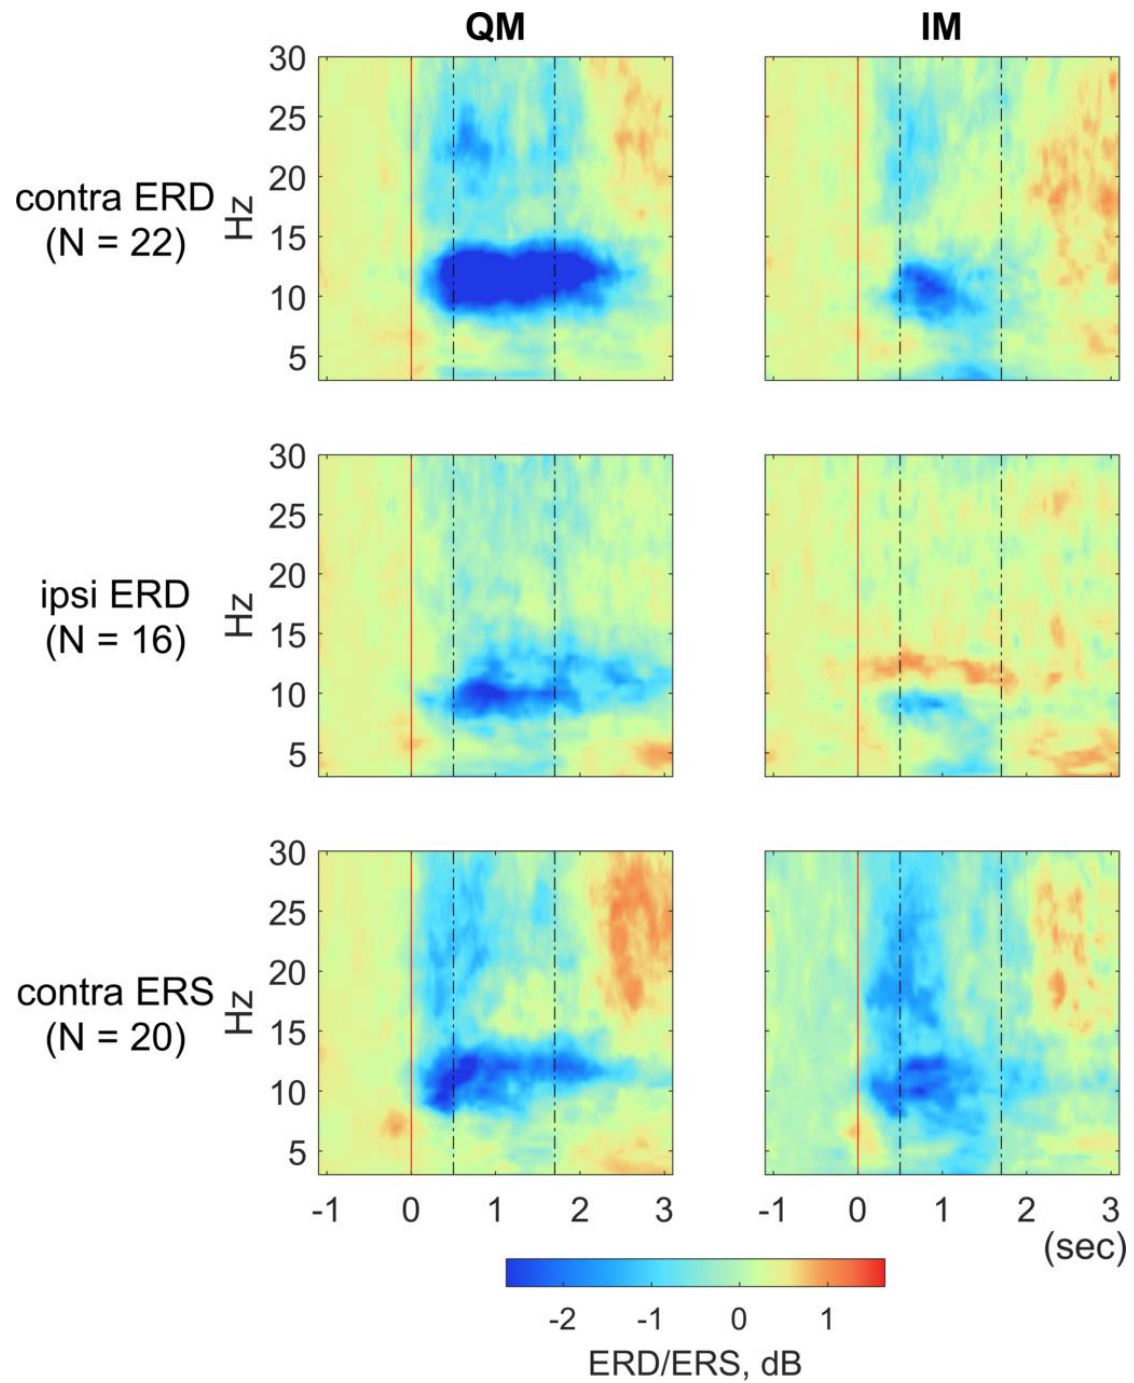 QM IM
30
25
20
15
10
5
Hz
contra ERD
(N = 22)
30
25
20
15
10
5
Hz
ipsi ERD
(N = 16)
30
25
20
15
10
5
Hz
contra ERS
(N = 20)
-1 0 1 2 3 -1 0 1 2 3
(sec)
-2 -1 0 1
ERD/ERS, dB